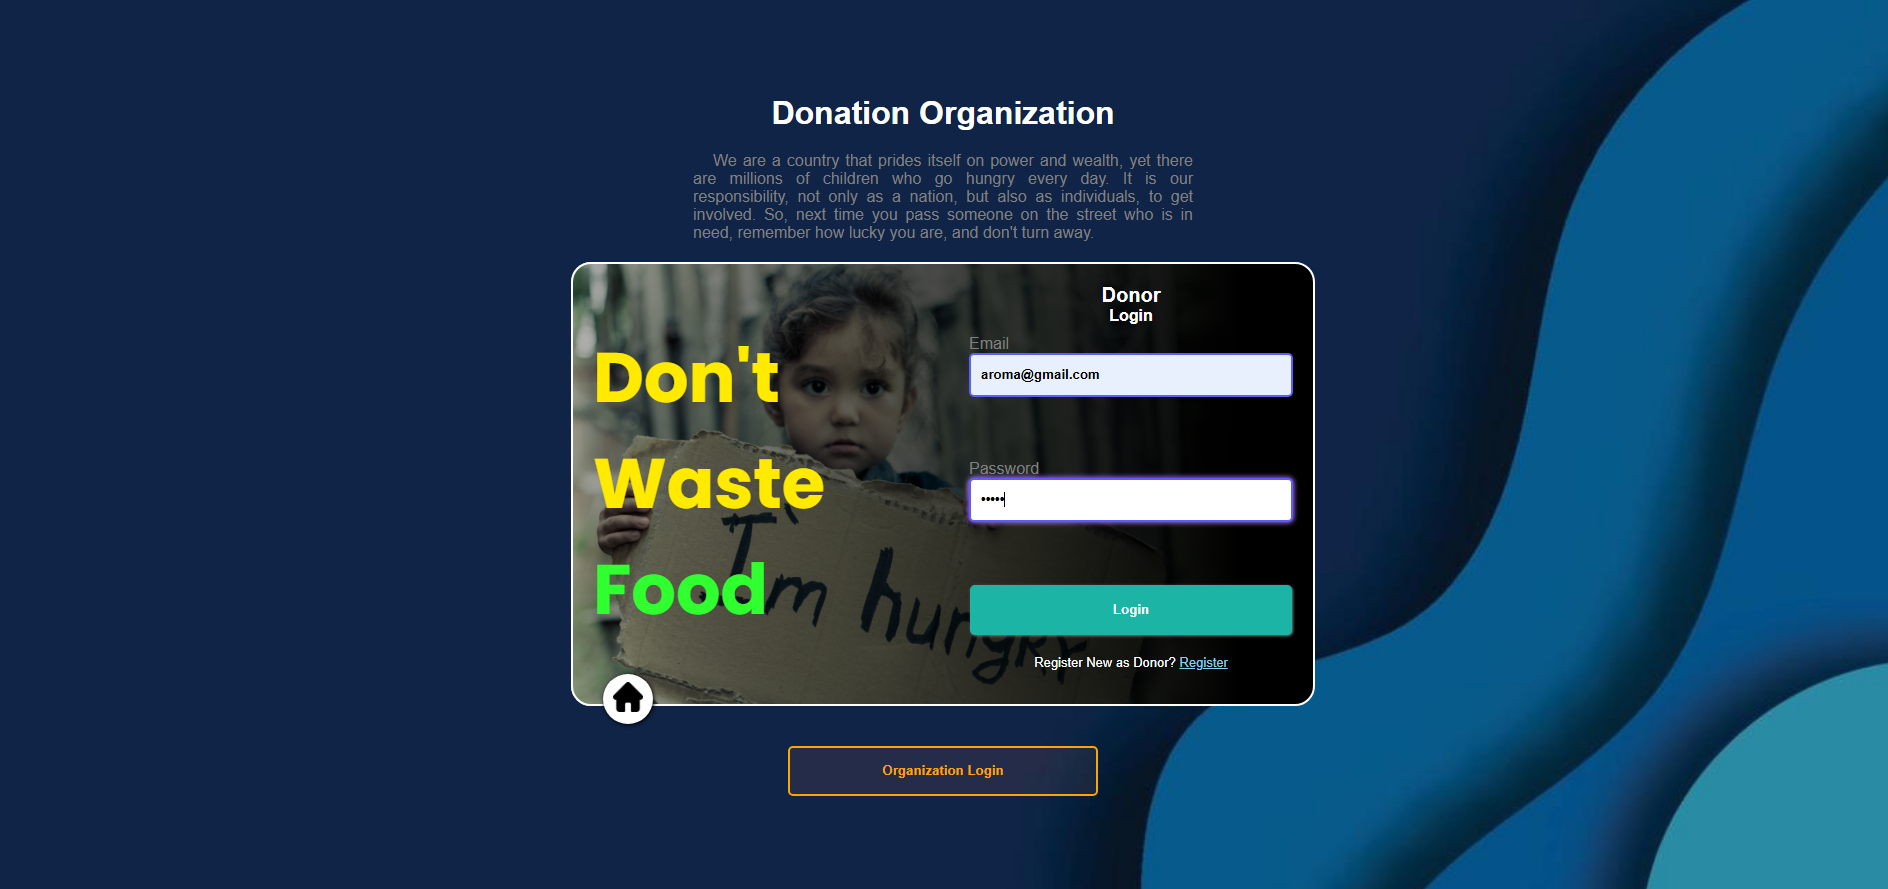 Donation Organization
We are a country that prides itself on power and wealth, yet there
are millions of children who go hungry every day. It is our
responsibility, not only as a nation, but also as individuals, to get
involved. So, next time you pass someone on the street who is in
need, remember how lucky you are, and don't turn away.
Don't
Waste
Food
I'm hungry
Donor
Login
Email
aroma@gmail.com
Password
•••••
Login
Register New as Donor? Register
Organization Login